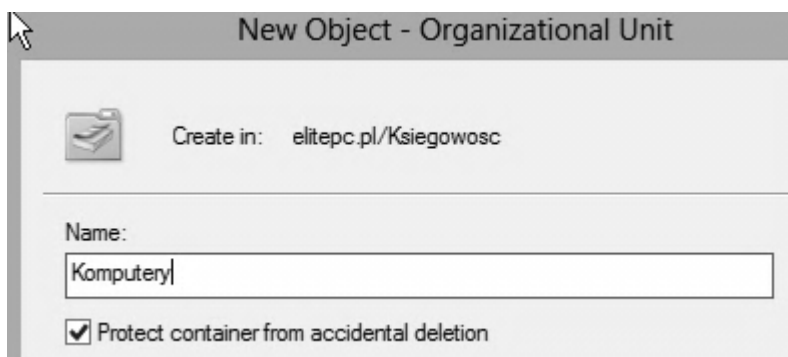 New Object - Organizational Unit
Create in: elitepc.pl/Ksiegowosc
Name:
Komputery
Protect container from accidental deletion